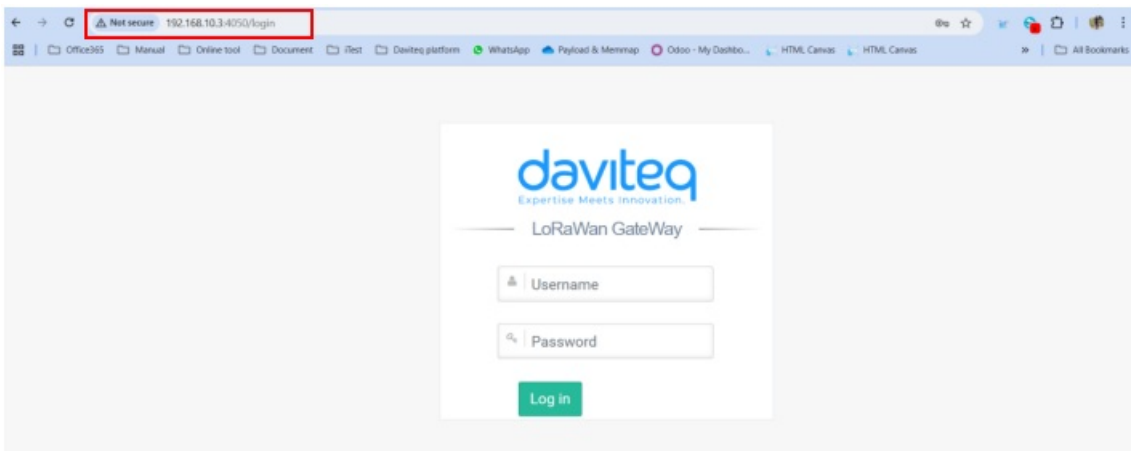 Not secure 192.168.10.3:4050/login
Office365 Manual Online tool Document iTest Daviteq platform WhatsApp Payload & Memmap Odoo - My Dashbo... HTML Canvas HTML Canvas » All Bookmarks
daviteq
Expertise Meets Innovation.
LoRaWan GateWay
Username
Password
Log in